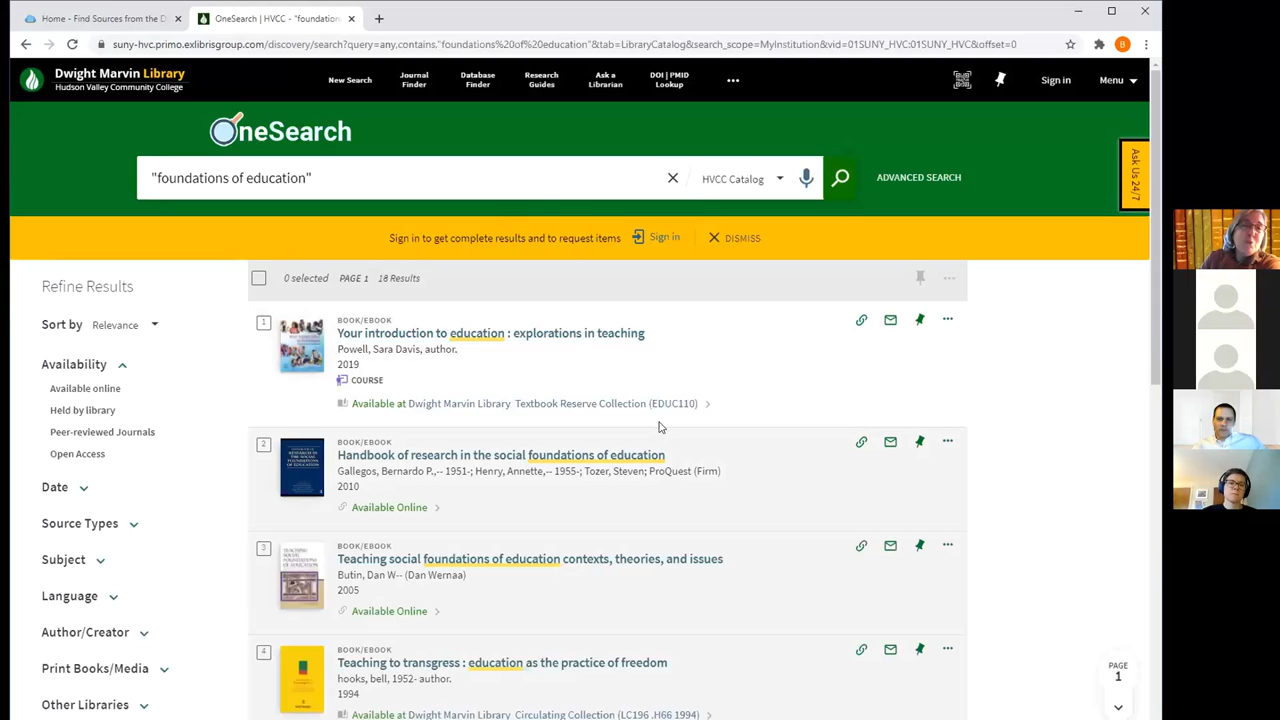 Home - Find Sources from the D
OneSearch | HVCC - "foundation
suny-hvc.primo.exlibrisgroup.com/discovery/search?query=any,contains,"foundations%20of%20education"&tab=LibraryCatalog&search_scope=MyInstitution&vid=01SUNY_HVC:01SUNY_HVC&offset=0
B
Dwight Marvin Library
Hudson Valley Community College
New Search
Journal Finder
Database Finder
Research Guides
Ask a Librarian
DOI | PMID Lookup
Sign in
Menu
OneSearch
"foundations of education"
HVCC Catalog
ADVANCED SEARCH
Ask Us 24/7
Sign in to get complete results and to request items
Sign in
DISMISS
Refine Results
Sort by Relevance
Availability
Available online
Held by library
Peer-reviewed Journals
Open Access
Date
Source Types
Subject
Language
Author/Creator
Print Books/Media
Other Libraries
0 selected PAGE 1 18 Results
1
BOOK/EBOOK
Your introduction to education : explorations in teaching
Powell, Sara Davis, author.
2019
COURSE
Available at Dwight Marvin Library Textbook Reserve Collection (EDUC110)
2
BOOK/EBOOK
Handbook of research in the social foundations of education
Gallegos, Bernardo P.,-- 1951-; Henry, Annette,-- 1955-; Tozer, Steven; ProQuest (Firm)
2010
Available Online
3
BOOK/EBOOK
Teaching social foundations of education contexts, theories, and issues
Butin, Dan W-- (Dan Wernaa)
2005
Available Online
4
BOOK/EBOOK
Teaching to transgress : education as the practice of freedom
hooks, bell, 1952- author.
1994
Available at Dwight Marvin Library Circulating Collection (LC196 .H66 1994)
PAGE
1